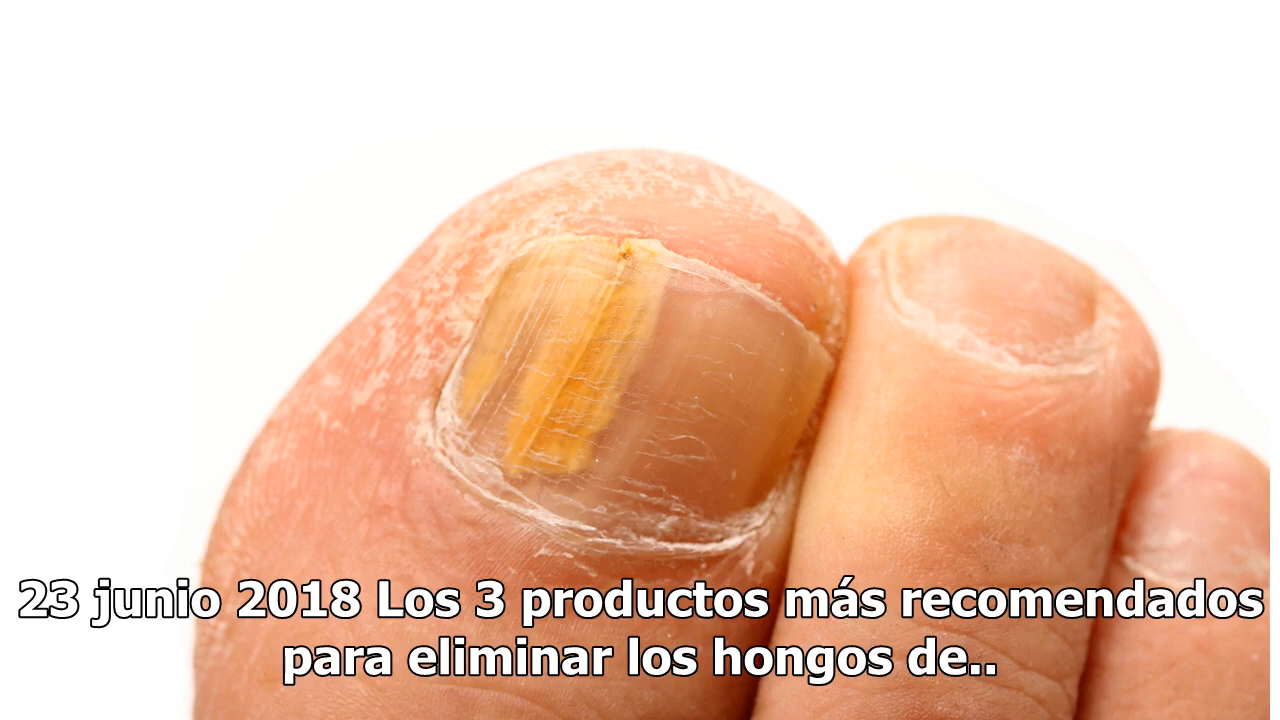 23 junio 2018 Los 3 productos más recomendados
para eliminar los hongos de..